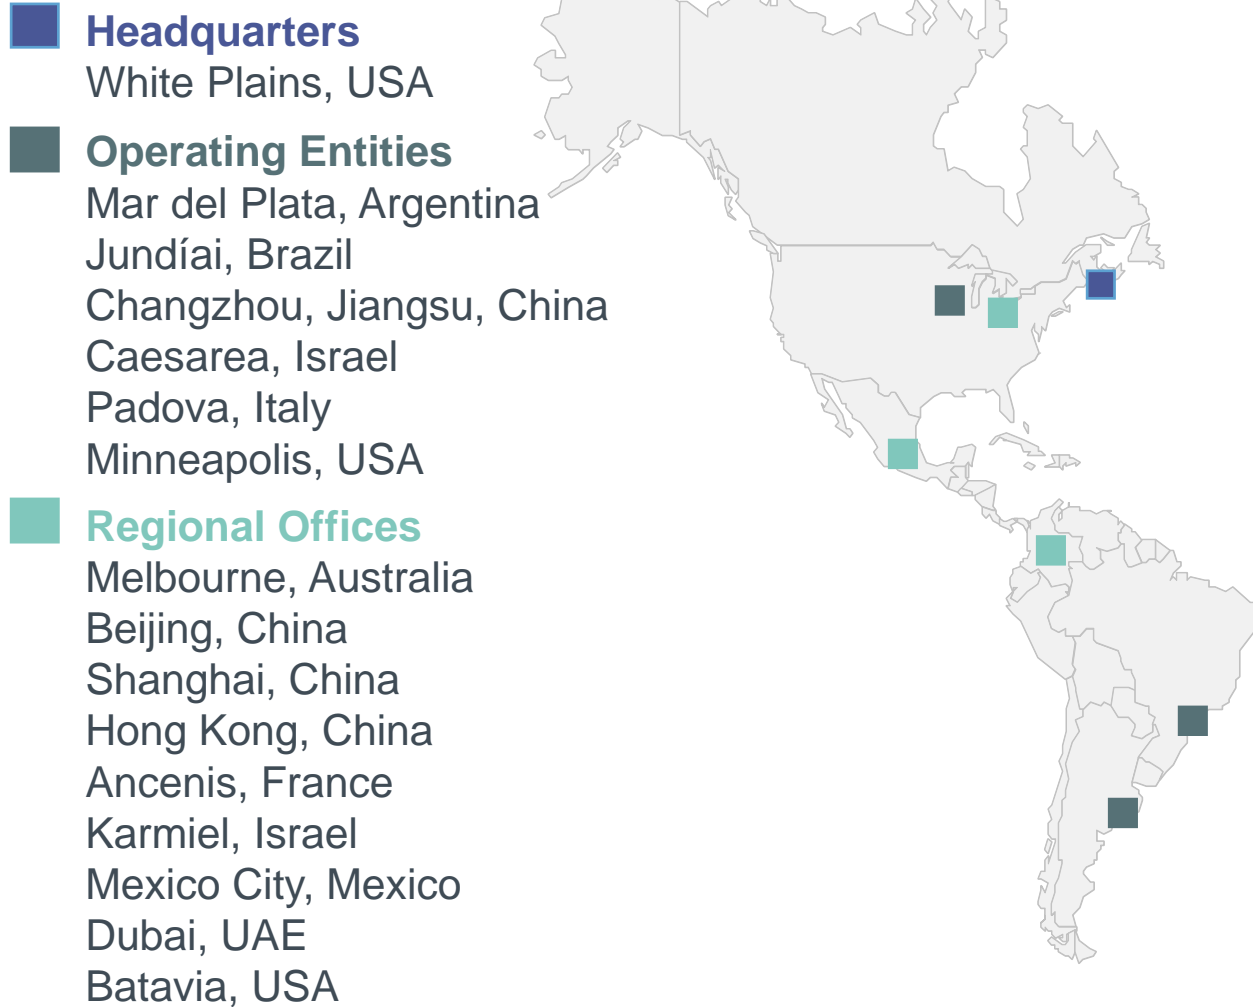 Headquarters
White Plains, USA
Operating Entities
Mar del Plata, Argentina
Jundíai, Brazil
Changzhou, Jiangsu, China
Caesarea, Israel
Padova, Italy
Minneapolis, USA
Regional Offices
Melbourne, Australia
Beijing, China
Shanghai, China
Hong Kong, China
Ancenis, France
Karmiel, Israel
Mexico City, Mexico
Dubai, UAE
Batavia, USA